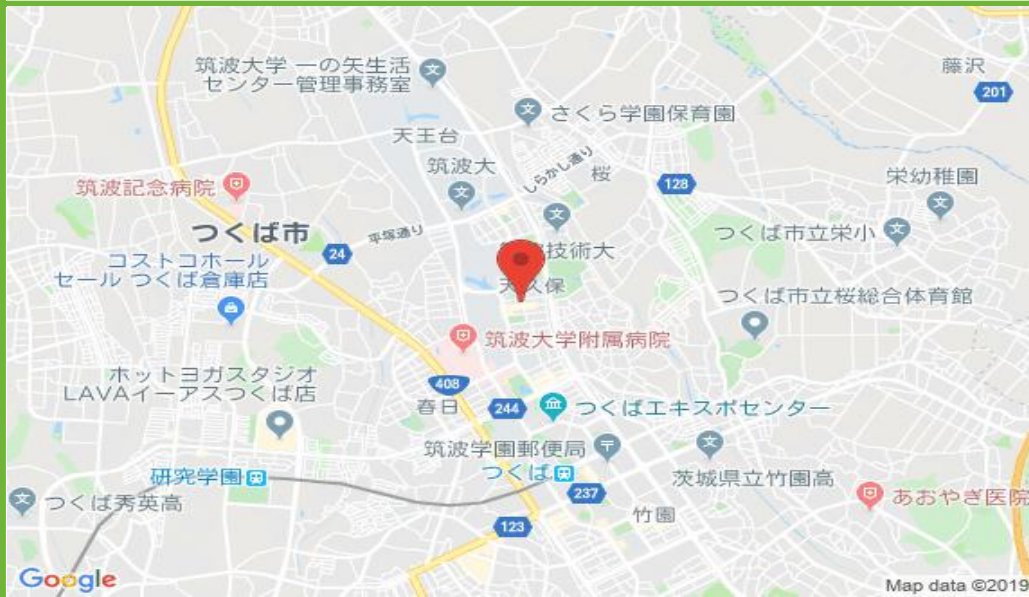 筑波大学 一の矢生活
センター管理事務室
藤沢
201
さくら学園保育園
天王台
しらかし通り
筑波大
桜
128
栄幼稚園
筑波記念病院
つくば市
平塚通り
24
技術大
つくば市立栄小
コストコホール
セール つくば倉庫店
天久保
つくば市立桜総合体育館
筑波大学附属病院
ホットヨガスタジオ
LAVAイーアスつくば店
408
春日
244
つくばエキスポセンター
筑波学園郵便局
つくば
研究学園
237
茨城県立竹園高
つくば秀英高
あおやぎ医院
123
竹園
Google
Map data ©2019